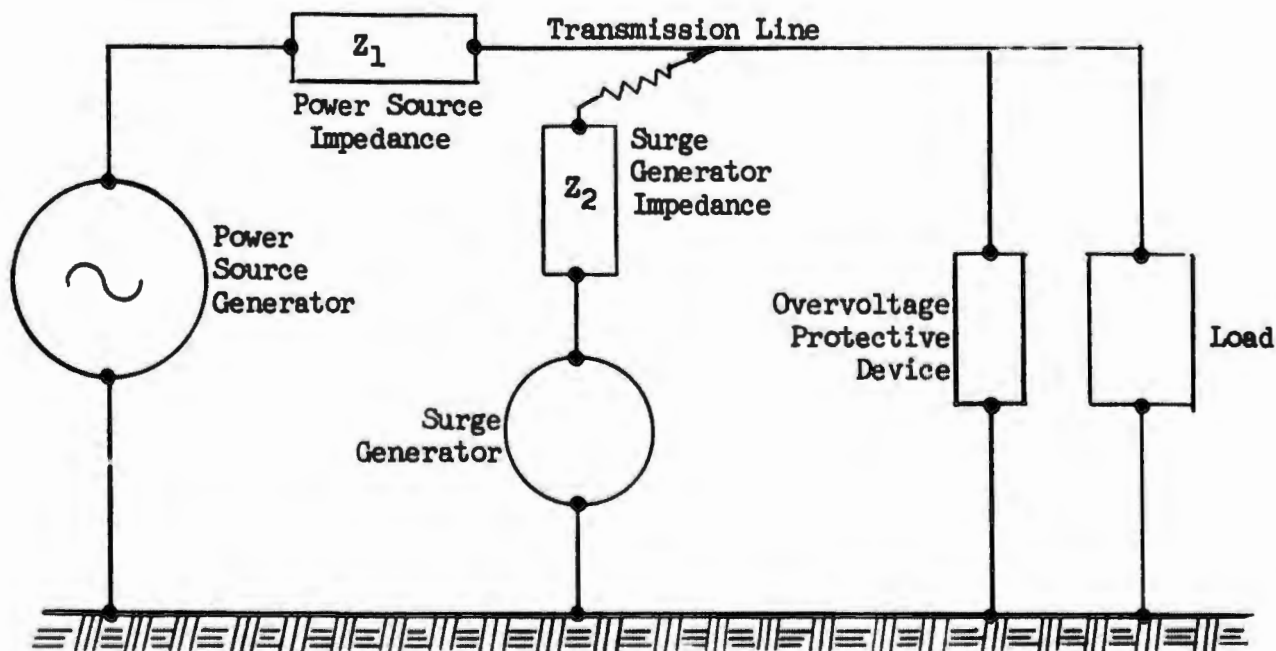 Transmission Line
Z1
Power Source
Impedance
Surge
Generator
Impedance
Z2
Power
Source
Generator
Overvoltage
Protective
Device
Load
Surge
Generator